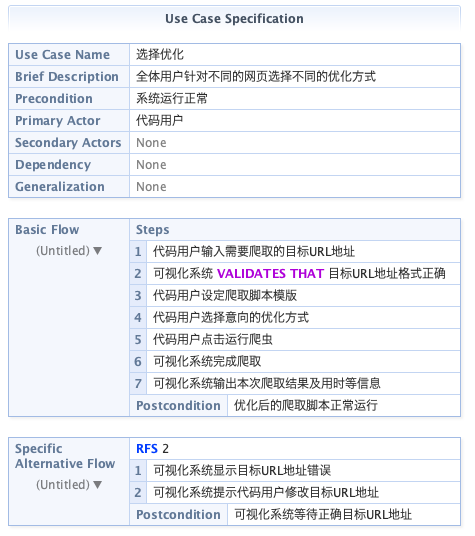 Use Case Specification
Use Case Name 选择优化
Brief Description 全体用户针对不同的网页选择不同的优化方式
Precondition 系统运行正常
Primary Actor 代码用户
Secondary Actors None
Dependency None
Generalization None
Basic Flow Steps
(Untitled) ▼
1 代码用户输入需要爬取的目标URL地址
2 可视化系统 VALIDATES THAT 目标URL地址格式正确
3 代码用户设定爬取脚本模版
4 代码用户选择意向的优化方式
5 代码用户点击运行爬虫
6 可视化系统完成爬取
7 可视化系统输出本次爬取结果及用时等信息
Postcondition 优化后的爬取脚本正常运行
Specific
Alternative Flow
(Untitled) ▼
RFS 2
1 可视化系统显示目标URL地址错误
2 可视化系统提示代码用户修改目标URL地址
Postcondition 可视化系统等待正确目标URL地址